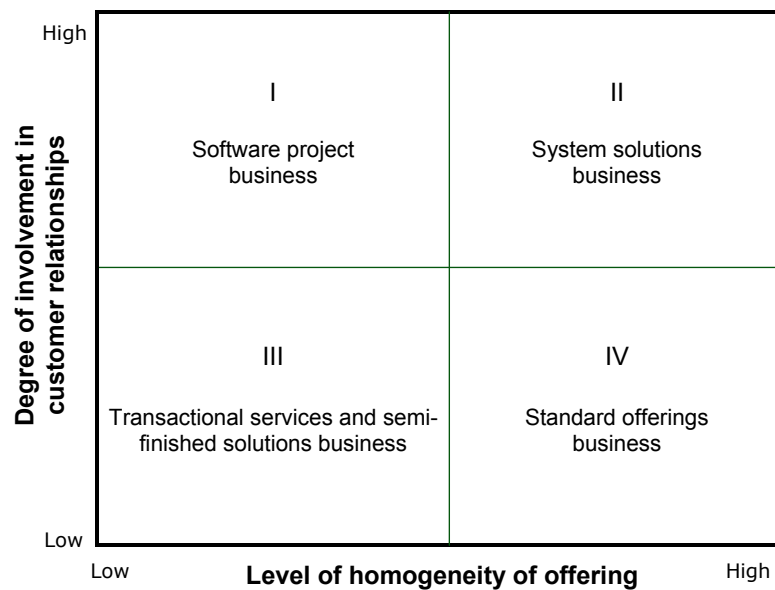 High
I
II
Software project
business
System solutions
business
Degree of involvement in
customer relationships
III
IV
Transactional services and semi-
finished solutions business
Standard offerings
business
Low
Low
Level of homogeneity of offering
High